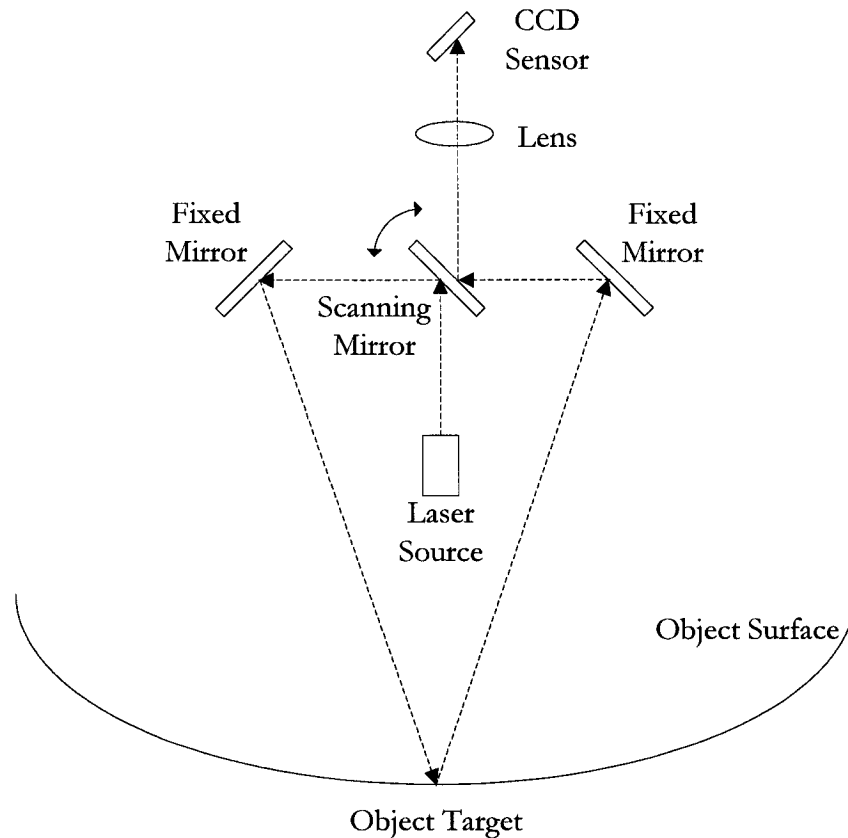 CCD
Sensor
Lens
Fixed
Mirror
Fixed
Mirror
Scanning
Mirror
Laser
Source
Object Surface
Object Target